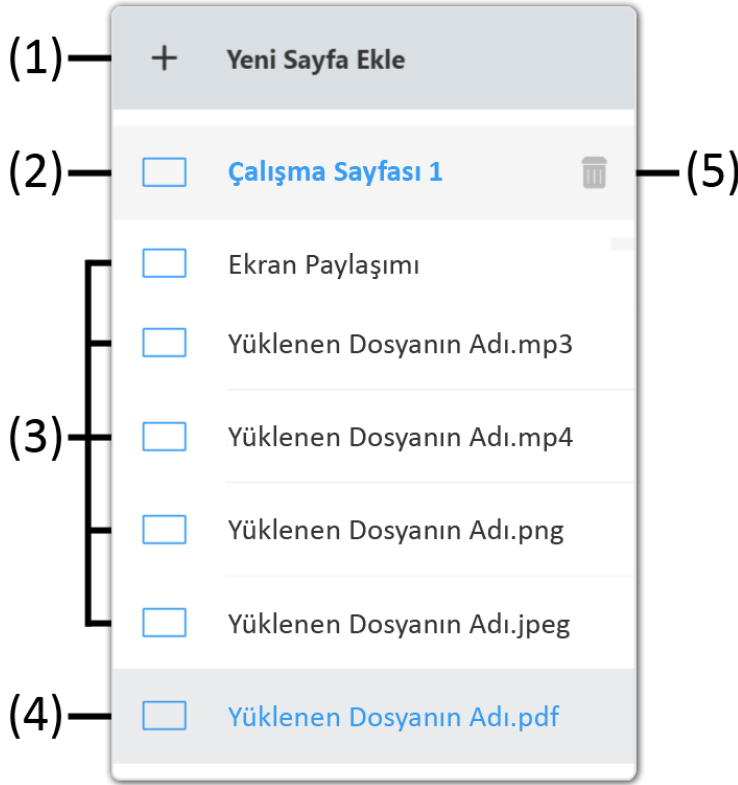 (1) + Yeni Sayfa Ekle
(2) Çalışma Sayfası 1 (5)
Ekran Paylaşımı
Yüklenen Dosyanın Adı.mp3
(3) Yüklenen Dosyanın Adı.mp4
Yüklenen Dosyanın Adı.png
Yüklenen Dosyanın Adı.jpeg
(4) Yüklenen Dosyanın Adı.pdf